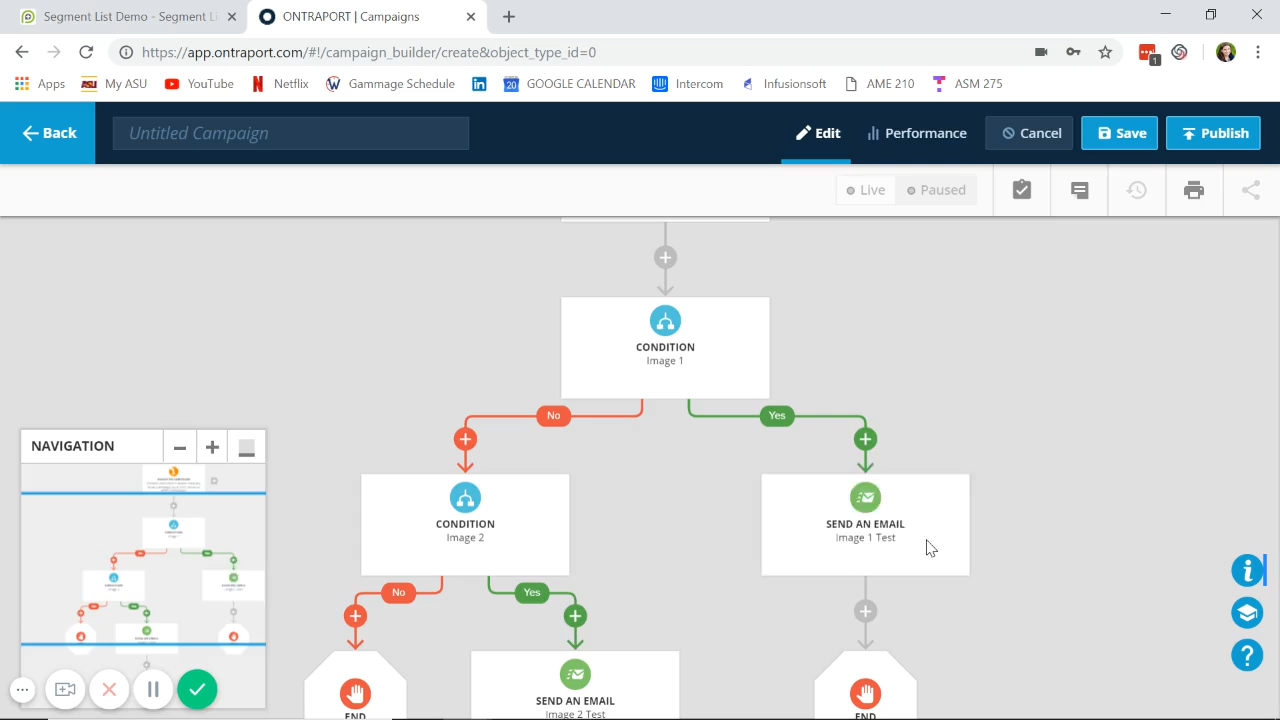 Segment List Demo - Segment Li
ONTRAPORT | Campaigns
https://app.ontraport.com/#!/campaign_builder/create&object_type_id=0
1
Apps
ASU My ASU
YouTube
Netflix
Gammage Schedule
20 GOOGLE CALENDAR
Intercom
Infusionsoft
AME 210
ASM 275
Back
Untitled Campaign
Edit
Performance
Cancel
Save
Publish
Live
Paused
CONDITION
Image 1
No
Yes
NAVIGATION
CONDITION
Image 2
SEND AN EMAIL
Image 1 Test
No
Yes
END
SEND AN EMAIL
Image 2 Test
END